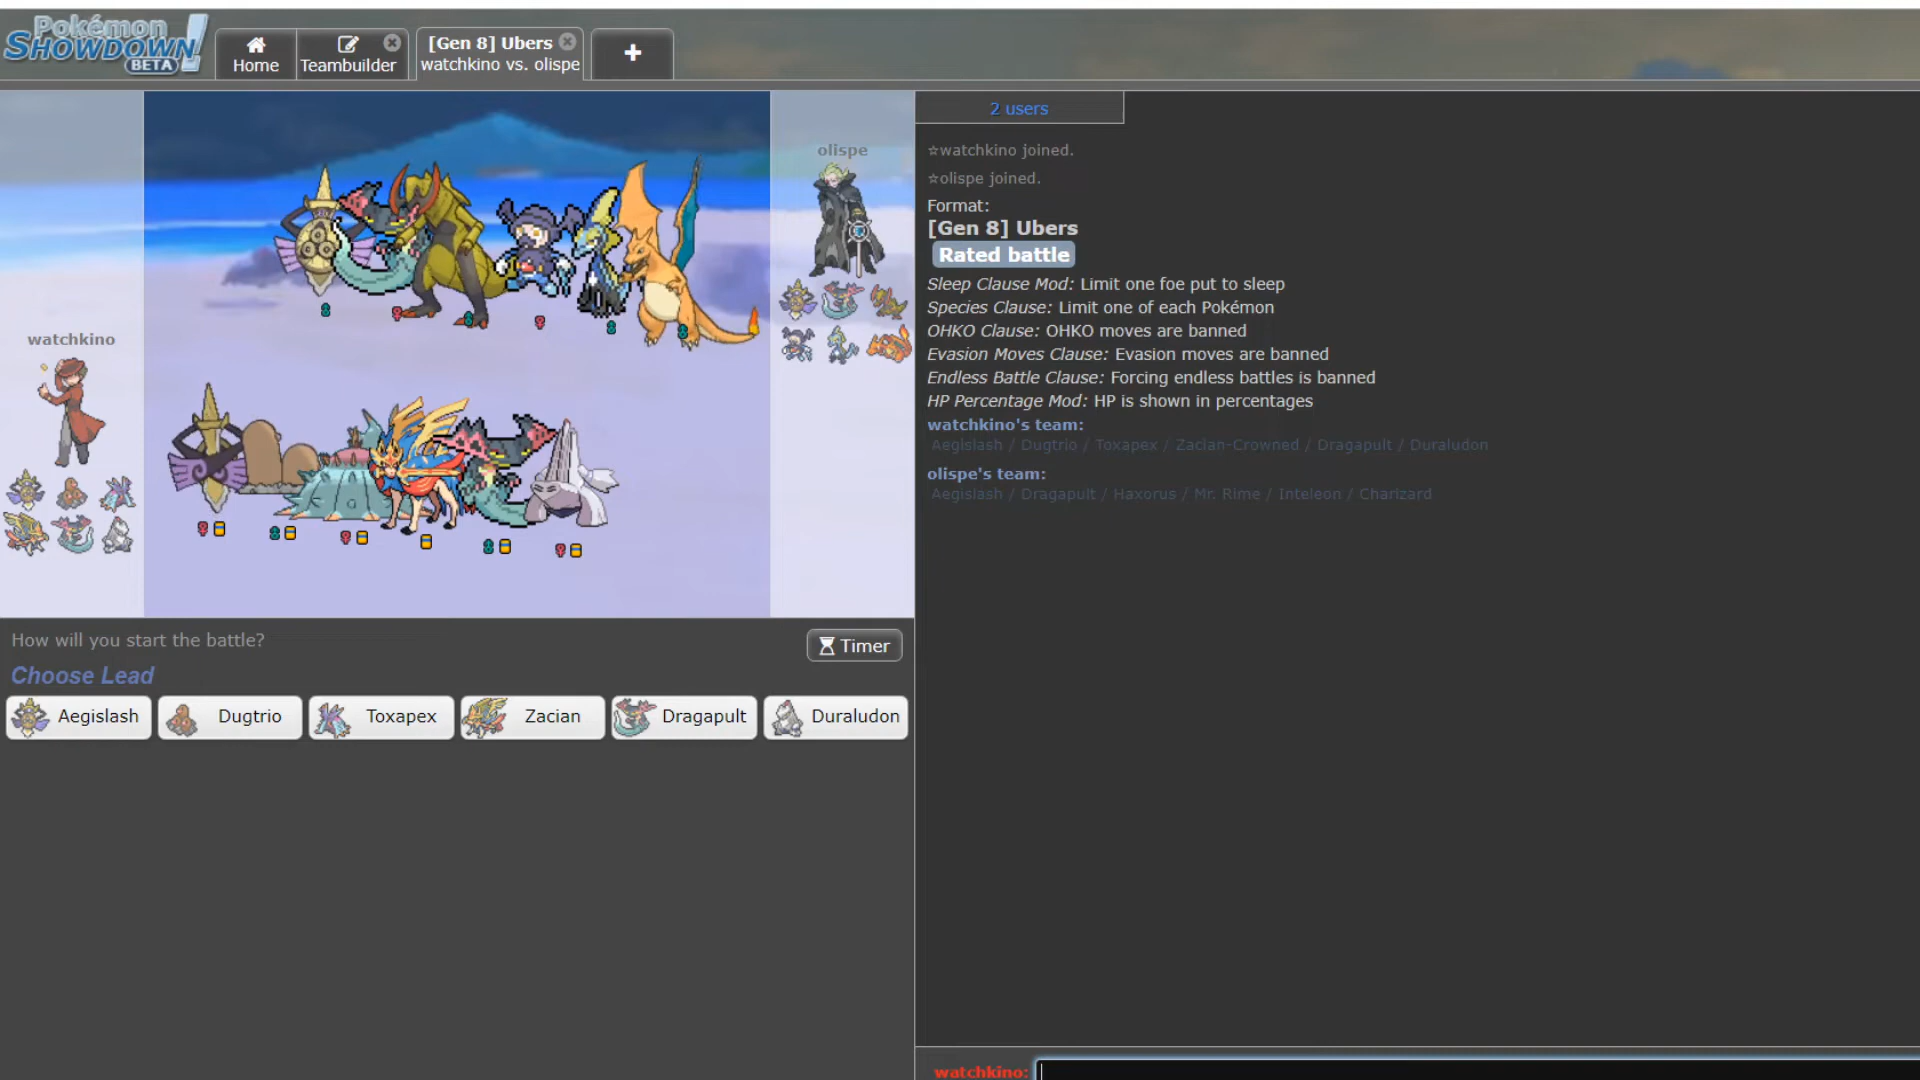 Pokémon
SHOWDOWN!
BETA
Home
Teambuilder
[Gen 8] Ubers
watchkino vs. olispe
2 users
☆watchkino joined.
☆olispe joined.
Format:
[Gen 8] Ubers
Rated battle
Sleep Clause Mod: Limit one foe put to sleep
Species Clause: Limit one of each Pokémon
OHKO Clause: OHKO moves are banned
Evasion Moves Clause: Evasion moves are banned
Endless Battle Clause: Forcing endless battles is banned
HP Percentage Mod: HP is shown in percentages
watchkino's team:
Aegislash / Dugtrio / Toxapex / Zacian-Crowned / Dragapult / Duraludon
olispe's team:
Aegislash / Dragapult / Haxorus / Mr. Rime / Inteleon / Charizard
olispe
watchkino
How will you start the battle?
Timer
Choose Lead
Aegislash
Dugtrio
Toxapex
Zacian
Dragapult
Duraludon
watchkino: